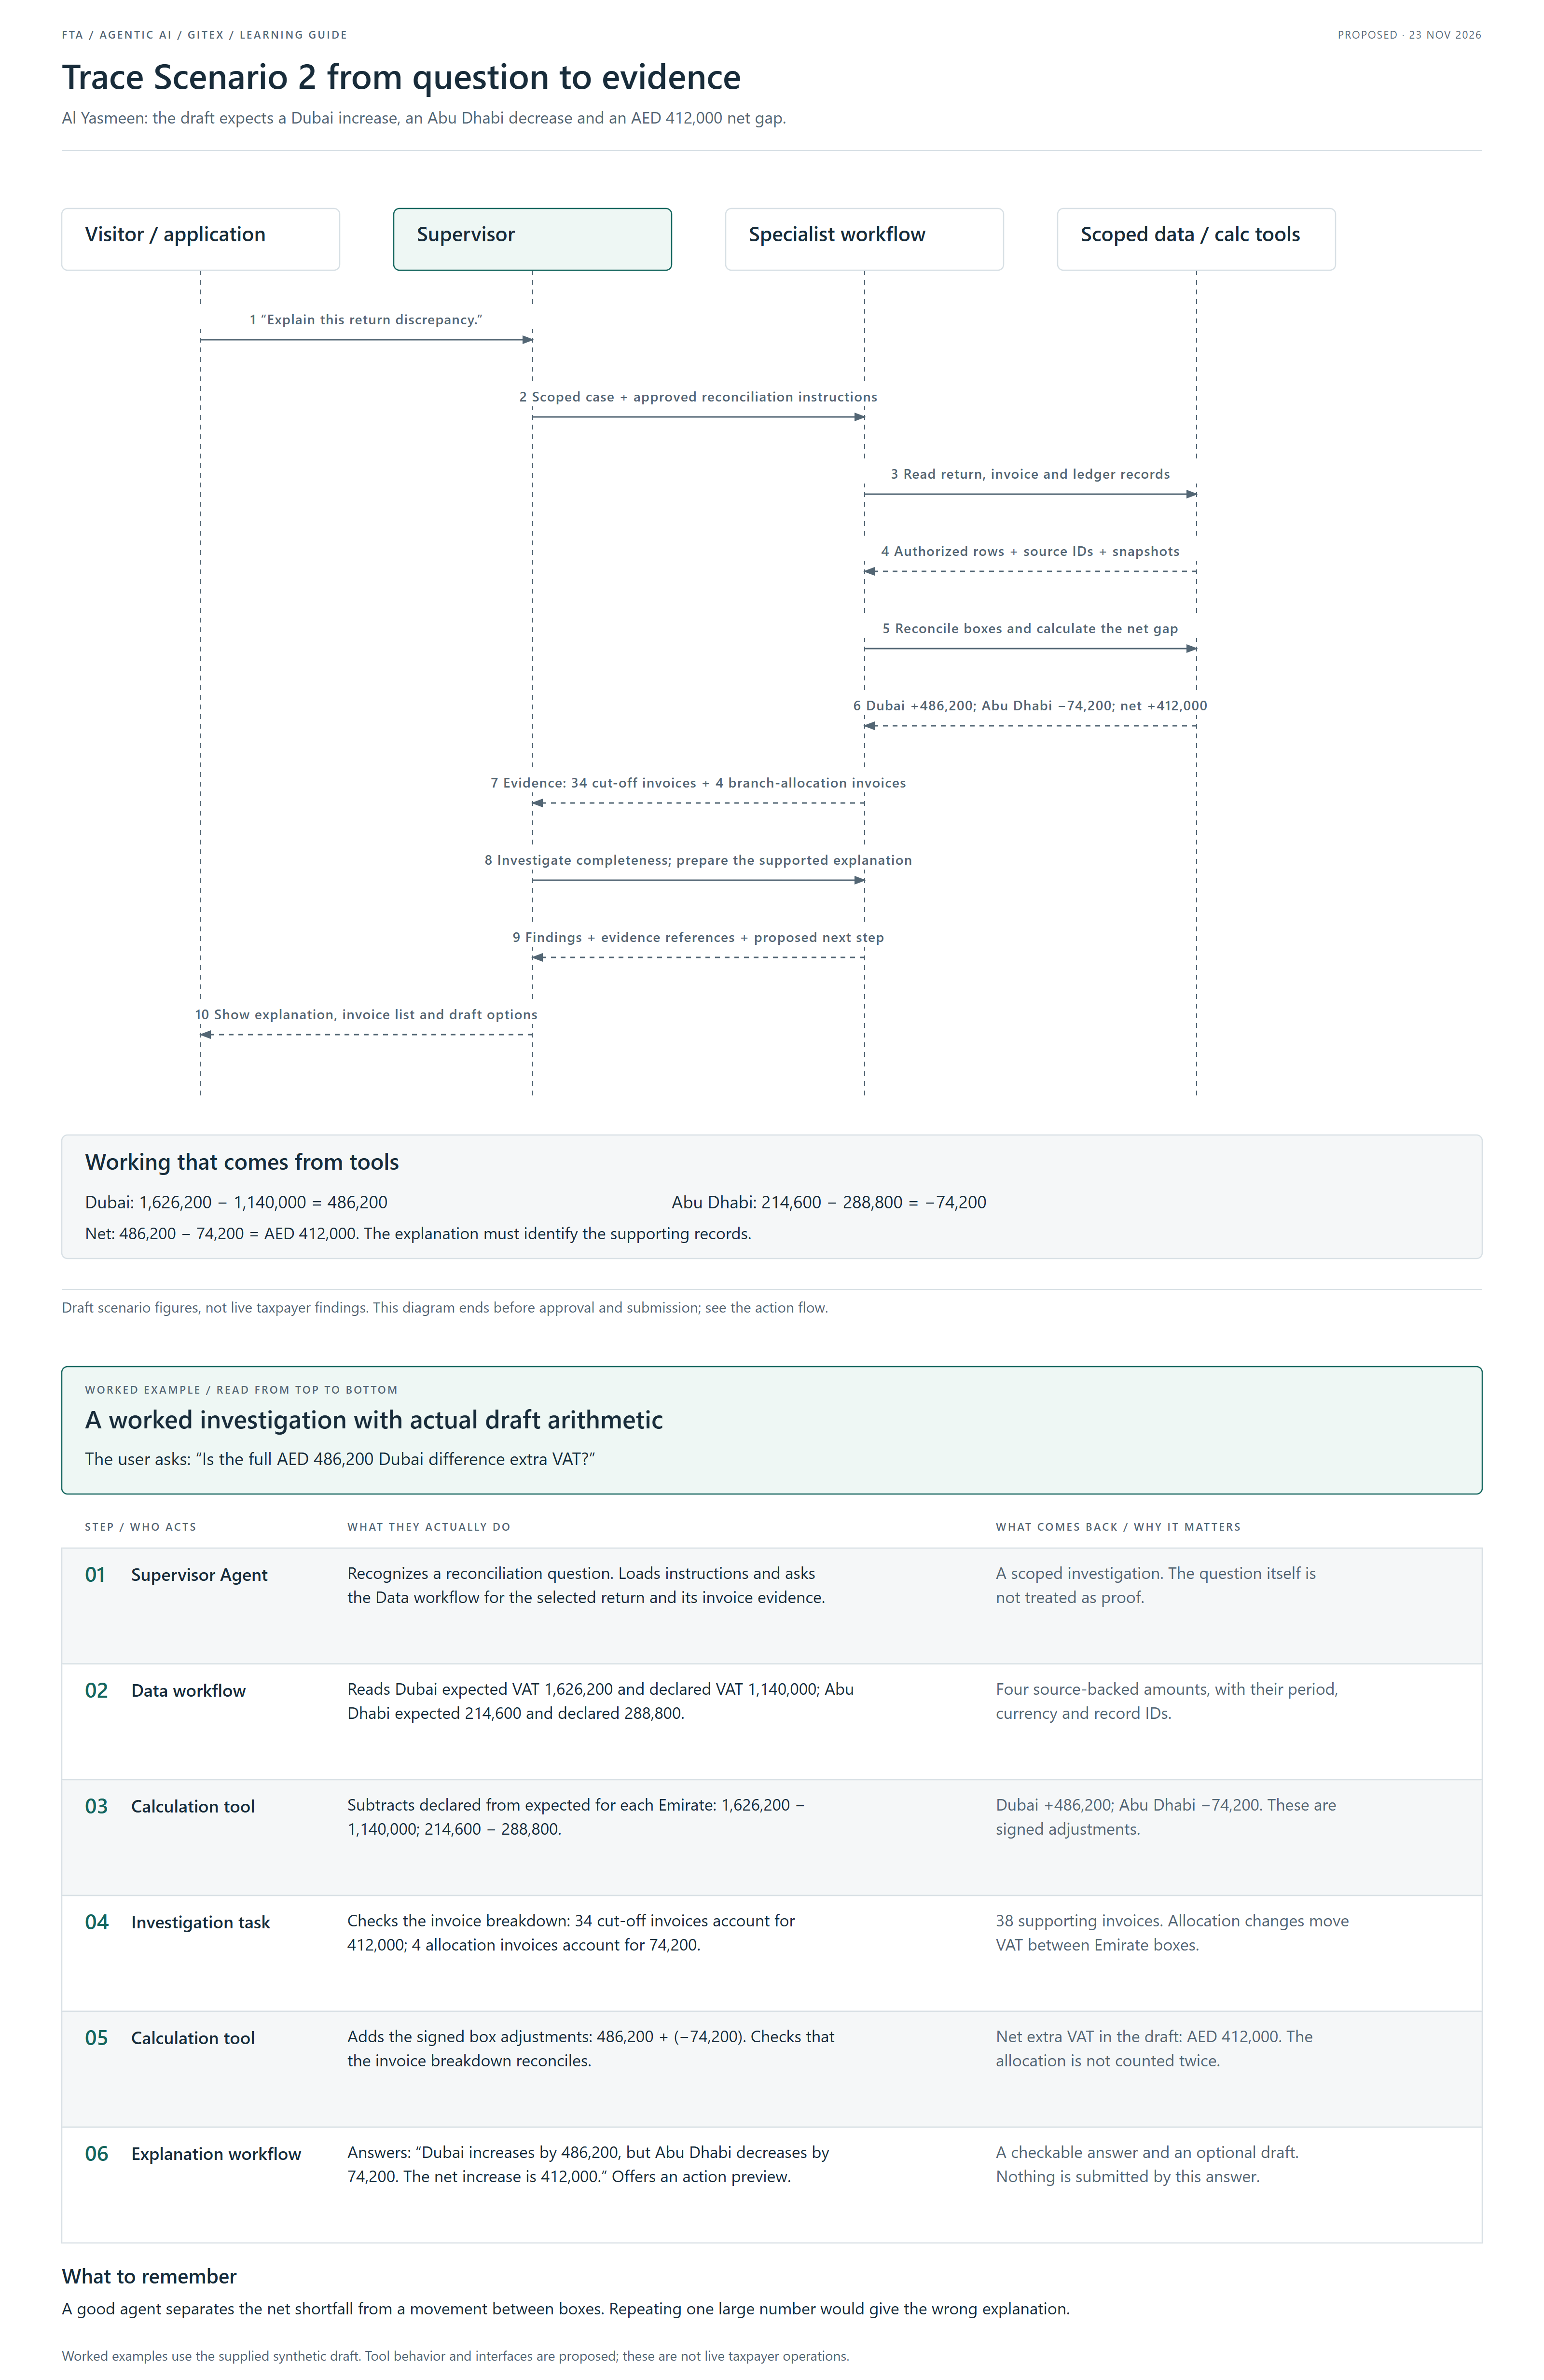 FTA / AGENTIC AI / GITEX / LEARNING GUIDE
PROPOSED · 23 NOV 2026
Trace Scenario 2 from question to evidence
Al Yasmeen: the draft expects a Dubai increase, an Abu Dhabi decrease and an AED 412,000 net gap.
Visitor / application
Supervisor
Specialist workflow
Scoped data / calc tools
1 “Explain this return discrepancy.”
2 Scoped case + approved reconciliation instructions
3 Read return, invoice and ledger records
4 Authorized rows + source IDs + snapshots
5 Reconcile boxes and calculate the net gap
6 Dubai +486,200; Abu Dhabi −74,200; net +412,000
7 Evidence: 34 cut-off invoices + 4 branch-allocation invoices
8 Investigate completeness; prepare the supported explanation
9 Findings + evidence references + proposed next step
10 Show explanation, invoice list and draft options
Working that comes from tools
Dubai: 1,626,200 − 1,140,000 = 486,200
Abu Dhabi: 214,600 − 288,800 = −74,200
Net: 486,200 − 74,200 = AED 412,000. The explanation must identify the supporting records.
Draft scenario figures, not live taxpayer findings. This diagram ends before approval and submission; see the action flow.
WORKED EXAMPLE / READ FROM TOP TO BOTTOM
A worked investigation with actual draft arithmetic
The user asks: “Is the full AED 486,200 Dubai difference extra VAT?”
STEP / WHO ACTS
WHAT THEY ACTUALLY DO
WHAT COMES BACK / WHY IT MATTERS
01 Supervisor Agent
Recognizes a reconciliation question. Loads instructions and asks
the Data workflow for the selected return and its invoice evidence.
A scoped investigation. The question itself is
not treated as proof.
02 Data workflow
Reads Dubai expected VAT 1,626,200 and declared VAT 1,140,000; Abu
Dhabi expected 214,600 and declared 288,800.
Four source-backed amounts, with their period,
currency and record IDs.
03 Calculation tool
Subtracts declared from expected for each Emirate: 1,626,200 −
1,140,000; 214,600 − 288,800.
Dubai +486,200; Abu Dhabi −74,200. These are
signed adjustments.
04 Investigation task
Checks the invoice breakdown: 34 cut-off invoices account for
412,000; 4 allocation invoices account for 74,200.
38 supporting invoices. Allocation changes move
VAT between Emirate boxes.
05 Calculation tool
Adds the signed box adjustments: 486,200 + (−74,200). Checks that
the invoice breakdown reconciles.
Net extra VAT in the draft: AED 412,000. The
allocation is not counted twice.
06 Explanation workflow
Answers: “Dubai increases by 486,200, but Abu Dhabi decreases by
74,200. The net increase is 412,000.” Offers an action preview.
A checkable answer and an optional draft.
Nothing is submitted by this answer.
What to remember
A good agent separates the net shortfall from a movement between boxes. Repeating one large number would give the wrong explanation.
Worked examples use the supplied synthetic draft. Tool behavior and interfaces are proposed; these are not live taxpayer operations.